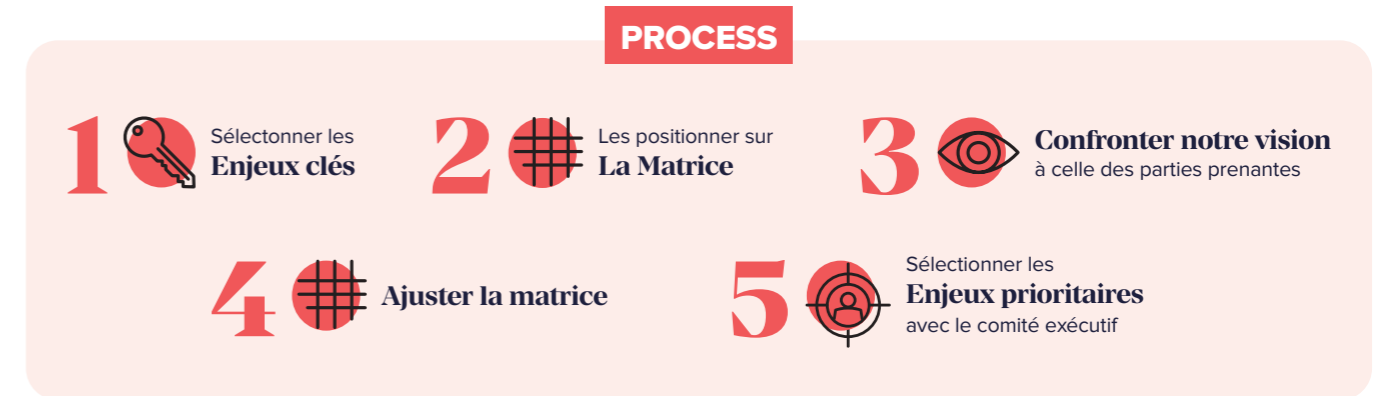 PROCESS
1
Sélectonner les
Enjeux clés
2
Les positionner sur
La Matrice
3
Confronter notre vision
à celle des parties prenantes
4
Ajuster la matrice
5
Sélectionner les
Enjeux prioritaires
avec le comité exécutif